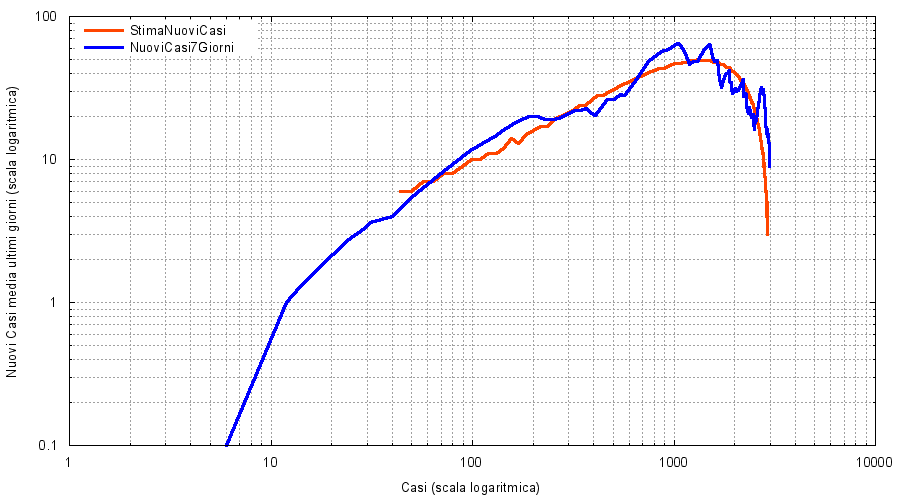 100
StimaNuoviCasi
NuoviCasi7Giorni
10
1
0.1
Nuovi Casi media ultimi giorni (scala logaritmica)
1 10 100 1000 10000
Casi (scala logaritmica)